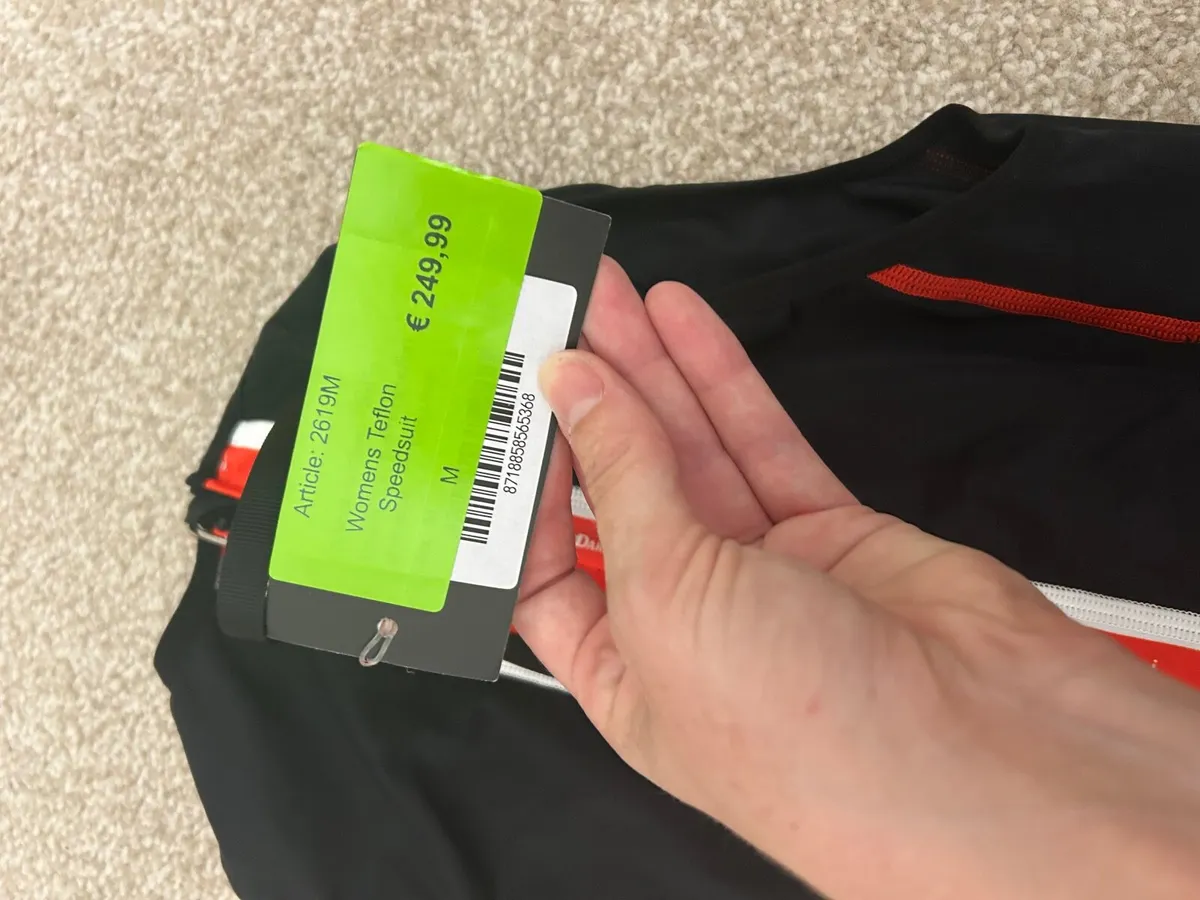 Article: 2619M
€ 249,99
Womens Teflon
Speedsuit
M
8718858565368